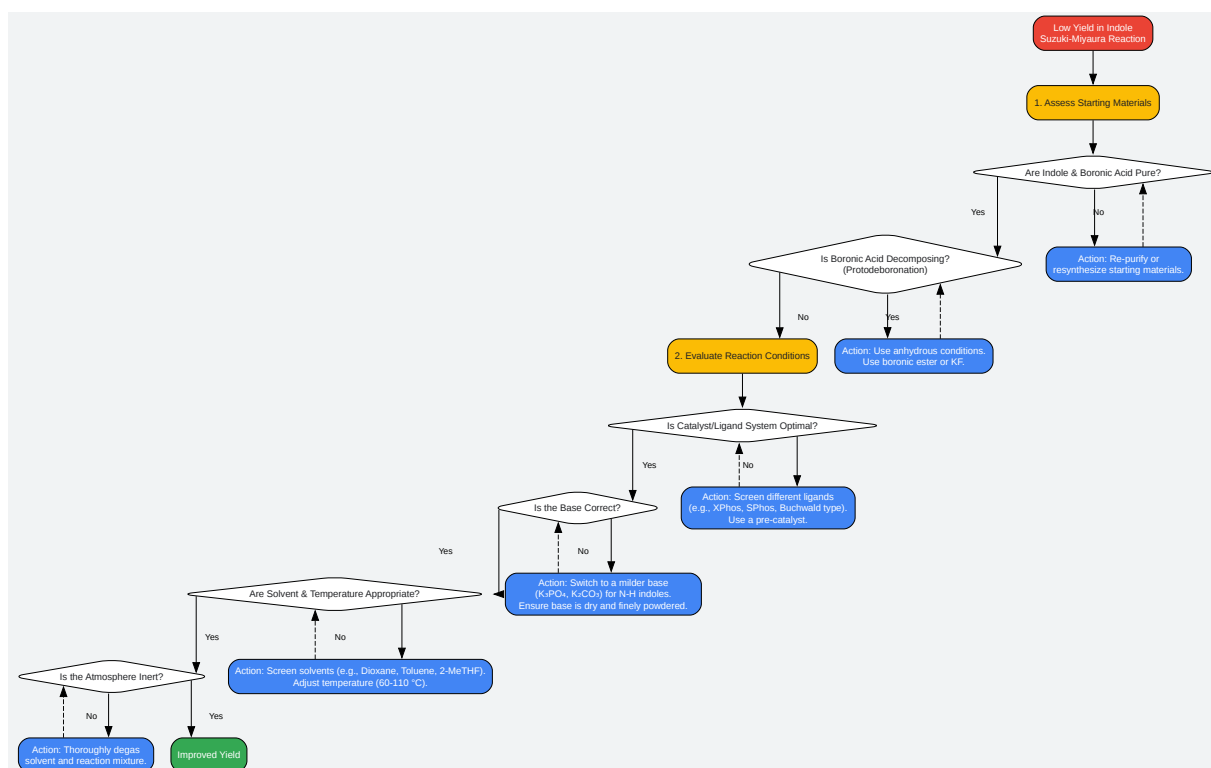 Low Yield in Indole
Suzuki-Miyaura Reaction
1. Assess Starting Materials
Are Indole & Boronic Acid Pure?
Yes
No
Is Boronic Acid Decomposing?
(Protodeboronation)
Action: Re-purify or
resynthesize starting materials.
No
Yes
2. Evaluate Reaction Conditions
Action: Use anhydrous conditions.
Use boronic ester or KF.
Is Catalyst/Ligand System Optimal?
Yes
No
Is the Base Correct?
Action: Screen different ligands
(e.g., XPhos, SPhos, Buchwald type).
Use a pre-catalyst.
Yes
No
Are Solvent & Temperature Appropriate?
Action: Switch to a milder base
(K₃PO₄, K₂CO₃) for N-H indoles.
Ensure base is dry and finely powdered.
Yes
No
Is the Atmosphere Inert?
Action: Screen solvents (e.g., Dioxane, Toluene, 2-MeTHF).
Adjust temperature (60-110 °C).
No
Yes
Action: Thoroughly degas
solvent and reaction mixture.
Improved Yield